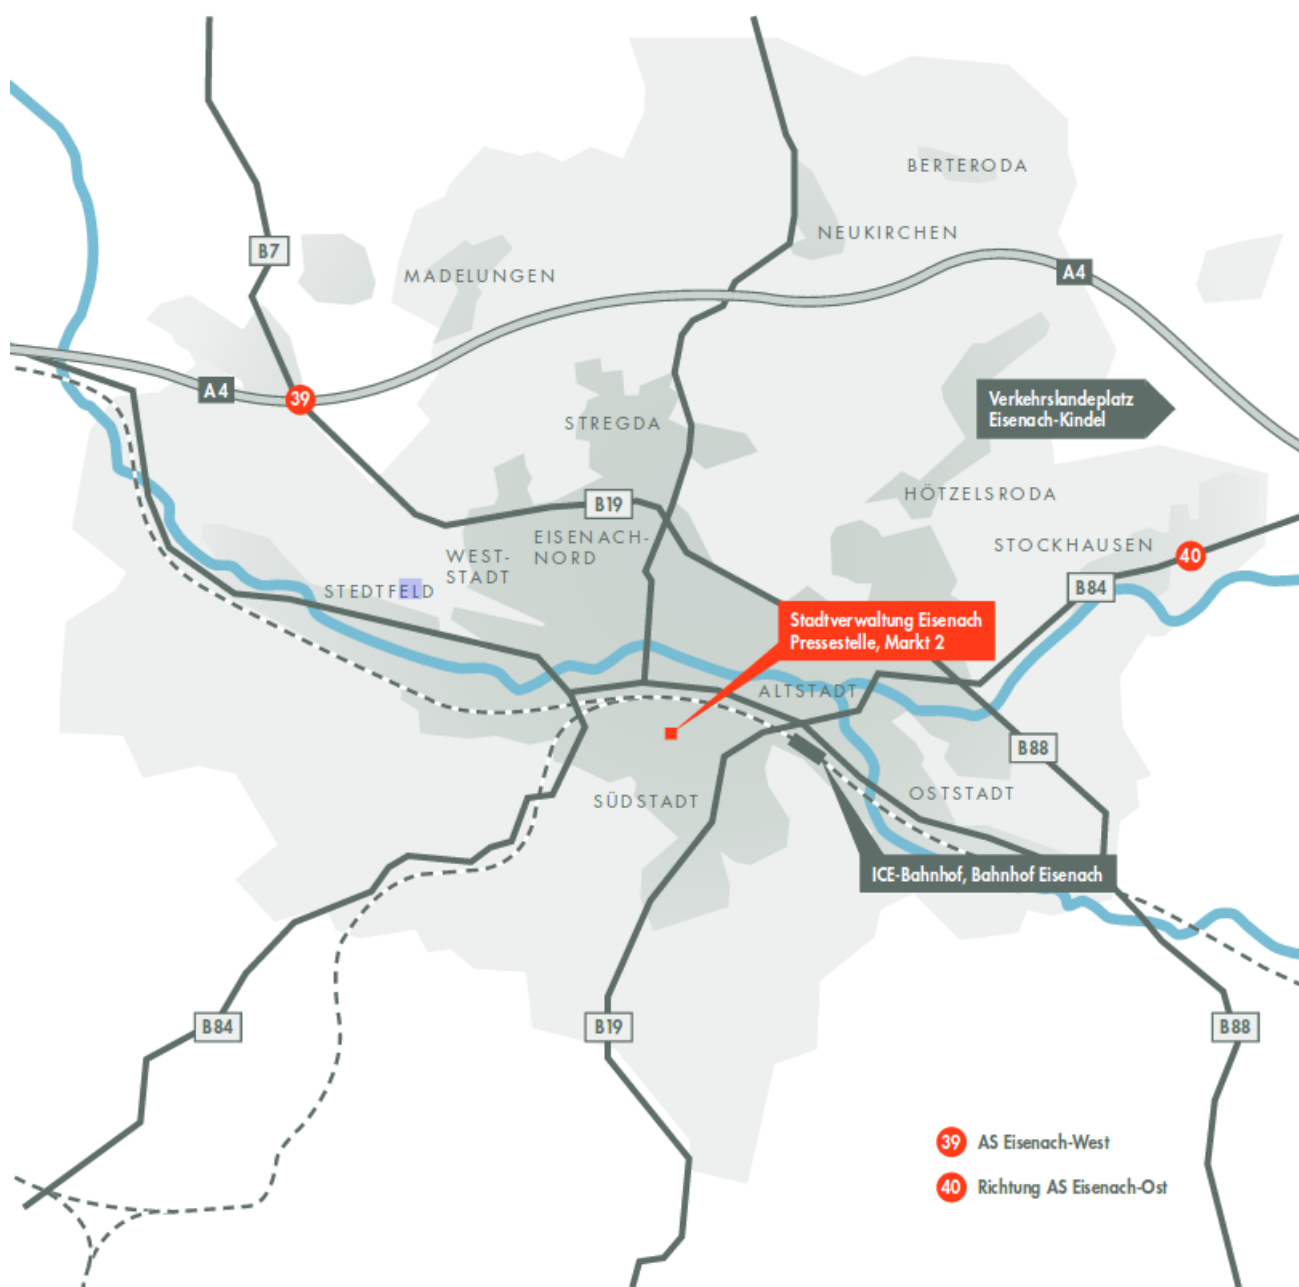 BERTERODA
NEUKIRCHEN
B7
MADELUNGEN
A4
A4
39
Verkehrslandeplatz
Eisenach-Kindel
STREGDA
HÖTZELSRODA
B19
EISENACH-
NORD
WEST-
STADT
STOCKHAUSEN
40
B84
STEDTFELD
Stadtverwaltung Eisenach
Pressestelle, Markt 2
ALTSTADT
B88
SÜDSTADT
OSTSTADT
ICE-Bahnhof, Bahnhof Eisenach
B84
B19
B88
39 AS Eisenach-West
40 Richtung AS Eisenach-Ost